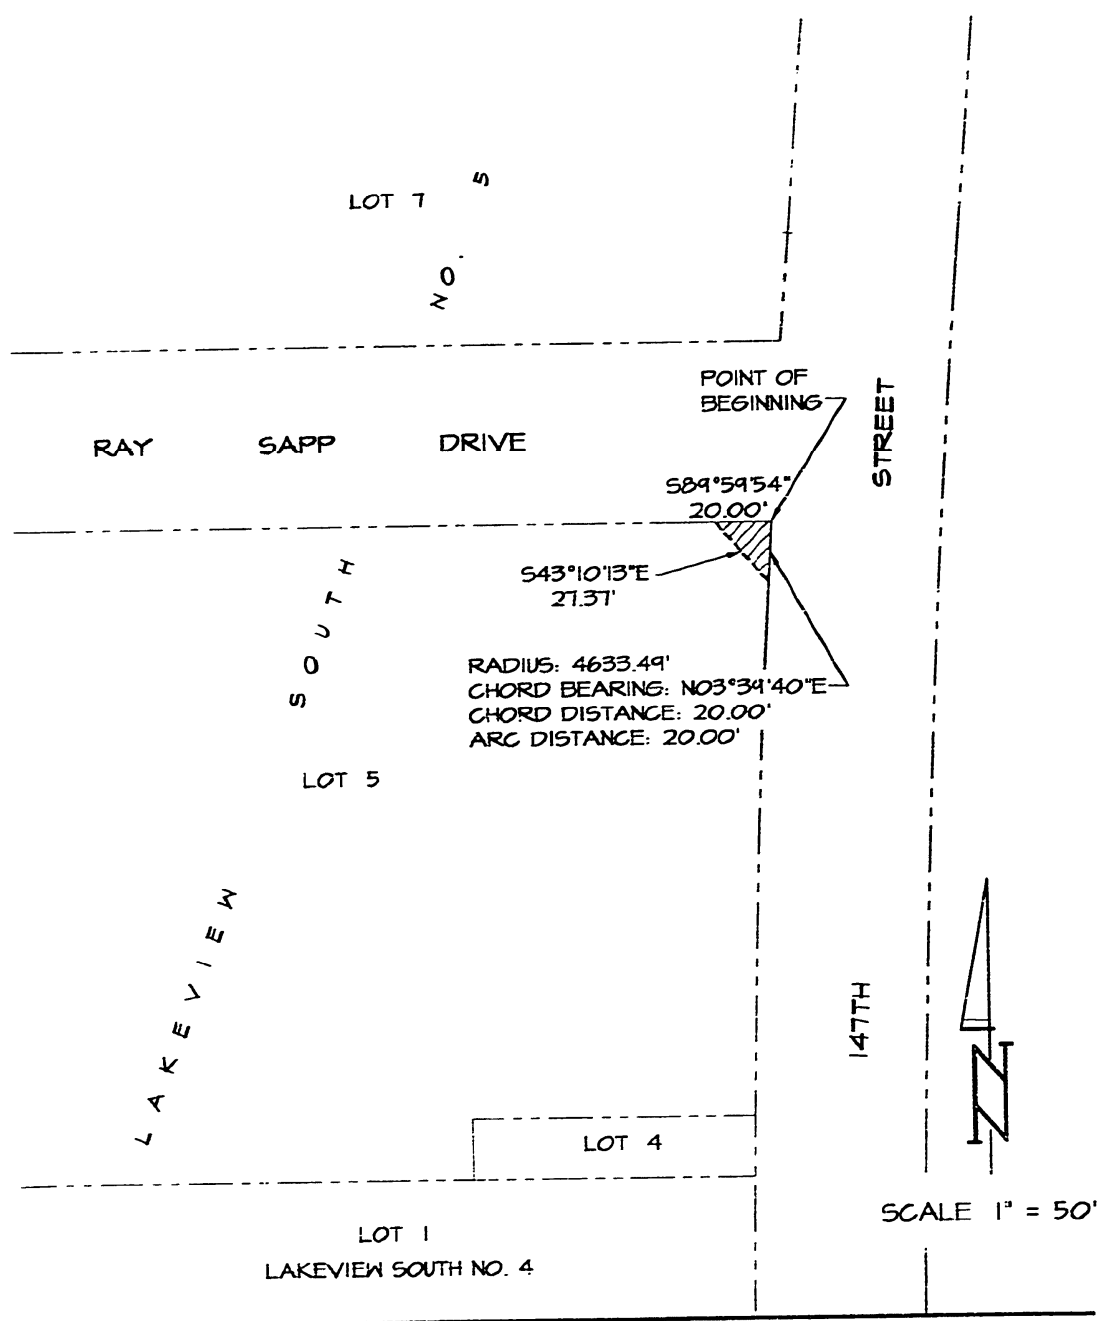 LOT 7
LAKEVIEW SOUTH NO. 5
POINT OF
BEGINNING
STREET
RAY SAPP DRIVE
S89°59'54"
20.00'
S43°10'13"E
27.37'
RADIUS: 4633.49'
CHORD BEARING: N03°39'40"E
CHORD DISTANCE: 20.00'
ARC DISTANCE: 20.00'
LOT 5
147TH
N
LOT 4
SCALE 1" = 50'
LOT 1
LAKEVIEW SOUTH NO. 4